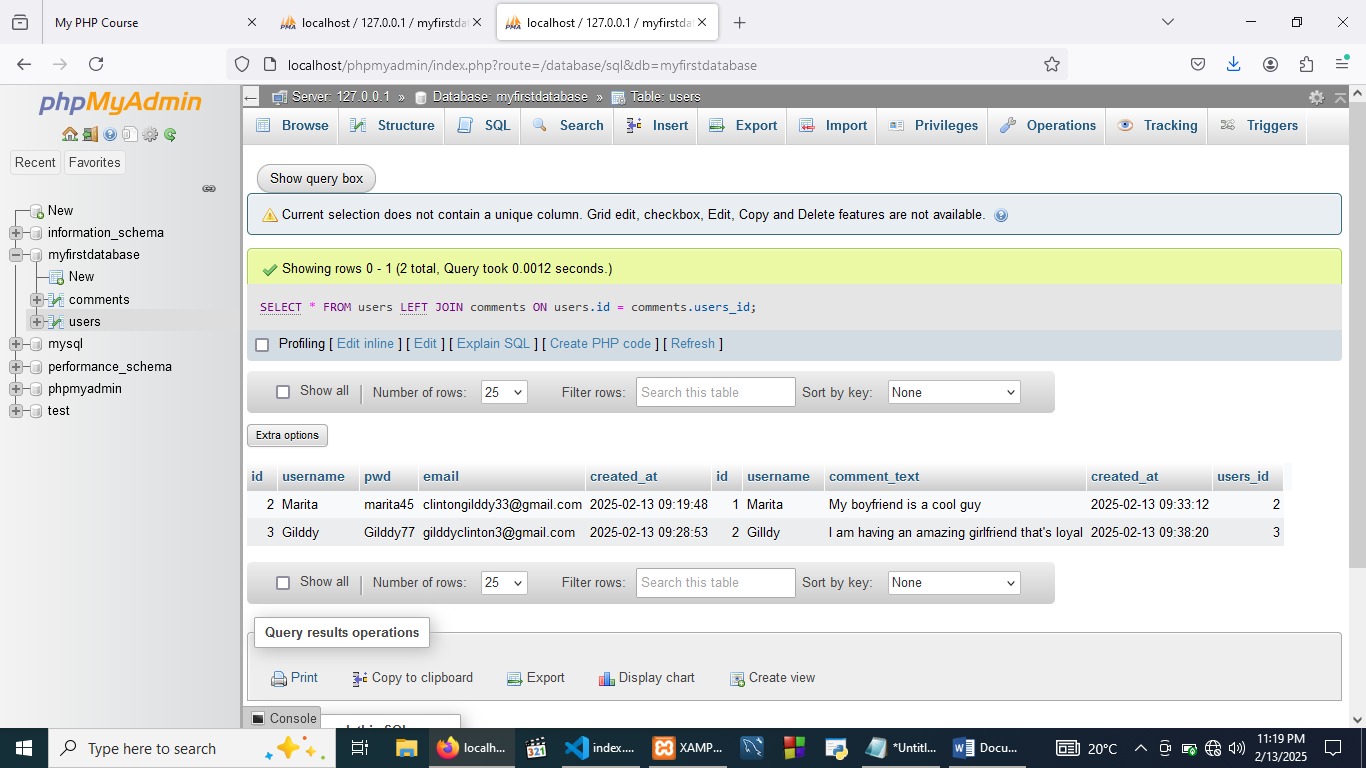 My PHP Course
localhost / 127.0.0.1 / myfirstdat
localhost / 127.0.0.1 / myfirstda
localhost/phpmyadmin/index.php?route=/database/sql&db=myfirstdatabase
phpMyAdmin
Recent Favorites
New
information_schema
myfirstdatabase
New
comments
users
mysql
performance_schema
phpmyadmin
test
Server: 127.0.0.1 » Database: myfirstdatabase » Table: users
Browse Structure SQL Search Insert Export Import Privileges Operations Tracking Triggers
Show query box
Current selection does not contain a unique column. Grid edit, checkbox, Edit, Copy and Delete features are not available.
Showing rows 0 - 1 (2 total, Query took 0.0012 seconds.)
SELECT * FROM users LEFT JOIN comments ON users.id = comments.users_id;
Profiling [ Edit inline ] [ Edit ] [ Explain SQL ] [ Create PHP code ] [ Refresh ]
Show all Number of rows: 25 Filter rows: Search this table Sort by key: None
Extra options
id username pwd email created_at id username comment_text created_at users_id
2 Marita marita45 clintongilddy33@gmail.com 2025-02-13 09:19:48 1 Marita My boyfriend is a cool guy 2025-02-13 09:33:12 2
3 Gilddy Gilddy77 gilddyclinton3@gmail.com 2025-02-13 09:28:53 2 Gilldy I am having an amazing girlfriend that's loyal 2025-02-13 09:38:20 3
Show all Number of rows: 25 Filter rows: Search this table Sort by key: None
Query results operations
Print Copy to clipboard Export Display chart Create view
Console
Type here to search
localh...
321
index....
XAMP...
*Untitl...
Docu...
20°C
11:19 PM
2/13/2025